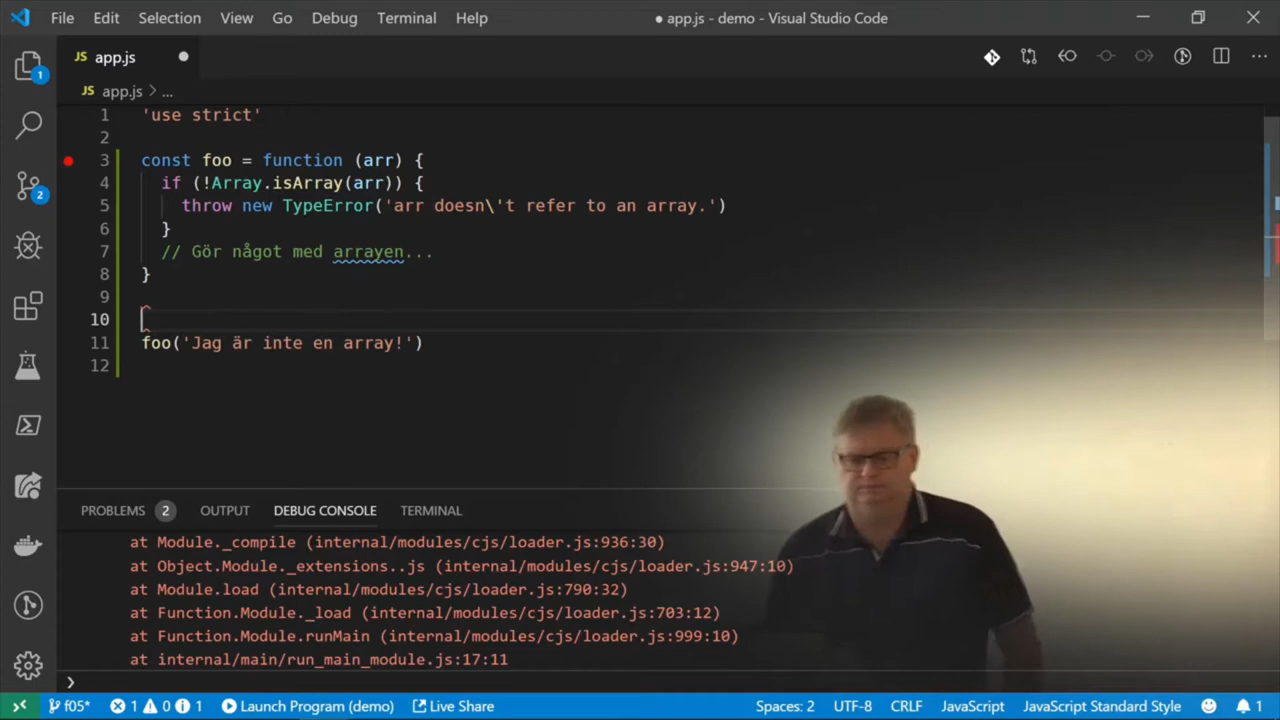 File Edit Selection View Go Debug Terminal Help
● app.js - demo - Visual Studio Code
JS app.js ●
JS app.js > ...
1
1 'use strict'
2
3 const foo = function (arr) {
4 if (!Array.isArray(arr)) {
5 throw new TypeError('arr doesn\'t refer to an array.')
6 }
7 // Gör något med arrayen...
8 }
9
10
11 foo('Jag är inte en array!')
12
2
PROBLEMS 2 OUTPUT DEBUG CONSOLE TERMINAL
at Module._compile (internal/modules/cjs/loader.js:936:30)
at Object.Module._extensions..js (internal/modules/cjs/loader.js:947:10)
at Module.load (internal/modules/cjs/loader.js:790:32)
at Function.Module._load (internal/modules/cjs/loader.js:703:12)
at Function.Module.runMain (internal/modules/cjs/loader.js:999:10)
at internal/main/run_main_module.js:17:11
f05* 1 0 1 Launch Program (demo) Live Share Spaces: 2 UTF-8 CRLF JavaScript JavaScript Standard Style 1